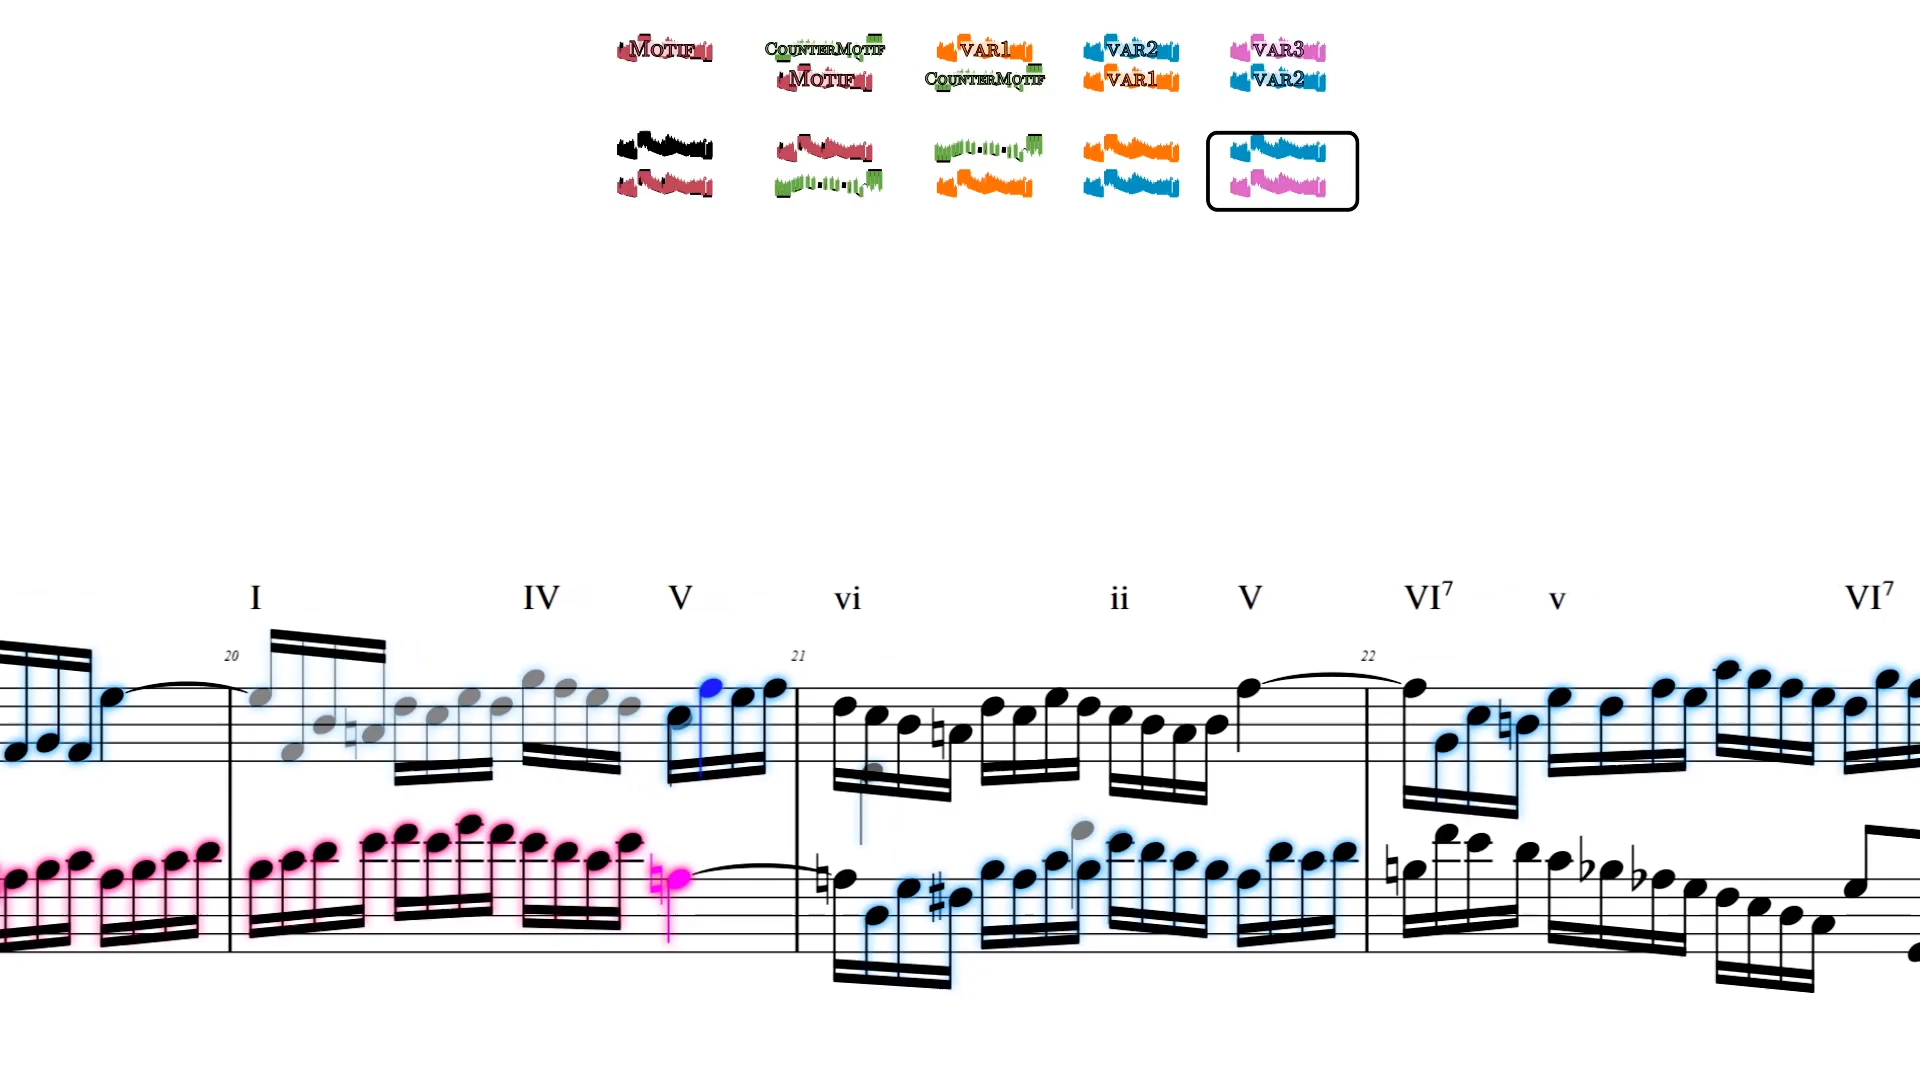 MOTIF COUNTERMOTIF VAR1 VAR2 VAR3
MOTIF COUNTERMOTIF VAR1 VAR2
I IV V vi ii V VI7 v VI7
20 21 22